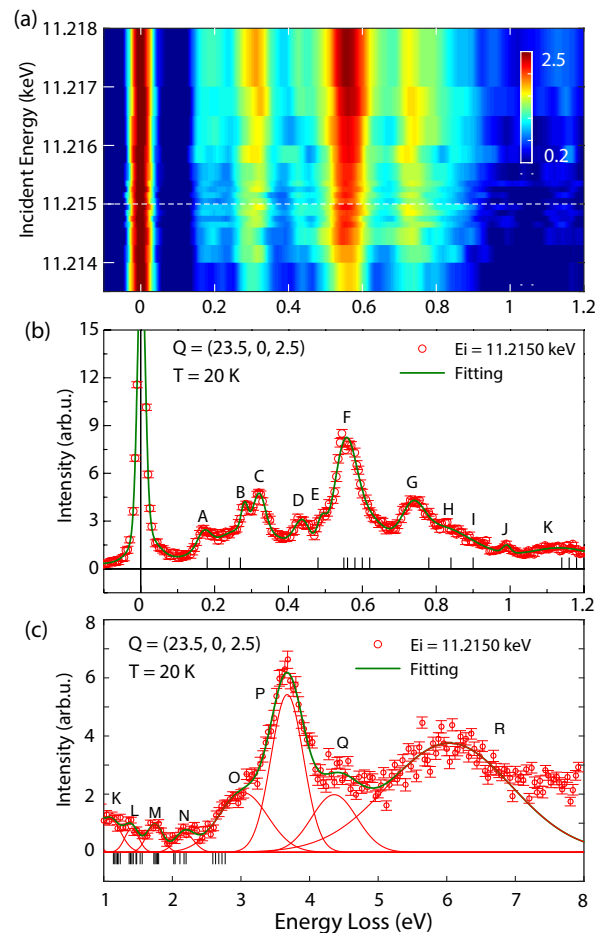 (a)
11.218
11.217
11.216
11.215
11.214
Incident Energy (keV)
2.5
0.2
0 0.2 0.4 0.6 0.8 1 1.2
(b)
15
12
9
6
3
0
Intensity (arb.u.)
Q = (23.5, 0, 2.5)
T = 20 K
Ei = 11.2150 keV
Fitting
A B C D E F G H I J K
0 0.2 0.4 0.6 0.8 1 1.2
(c)
8
6
4
2
0
Intensity (arb.u.)
Q = (23.5, 0, 2.5)
T = 20 K
Ei = 11.2150 keV
Fitting
K L M N O P Q R
1 2 3 4 5 6 7 8
Energy Loss (eV)